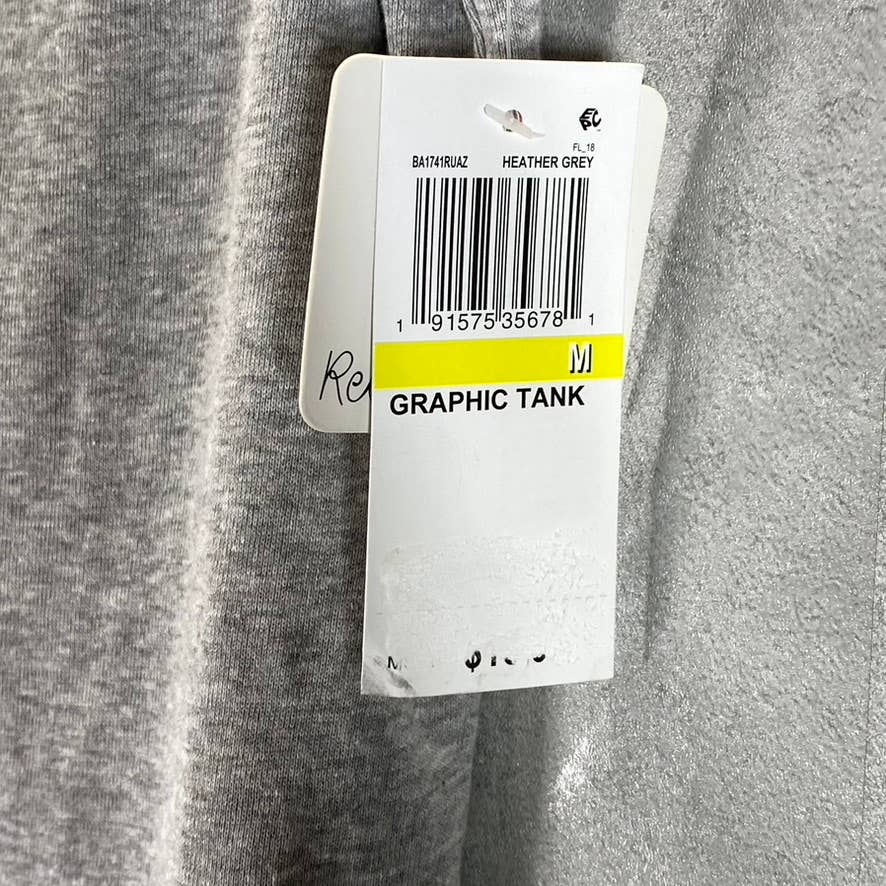 FL_18
BA1741RUAZ HEATHER GREY
1 91575 35678 1
M
GRAPHIC TANK